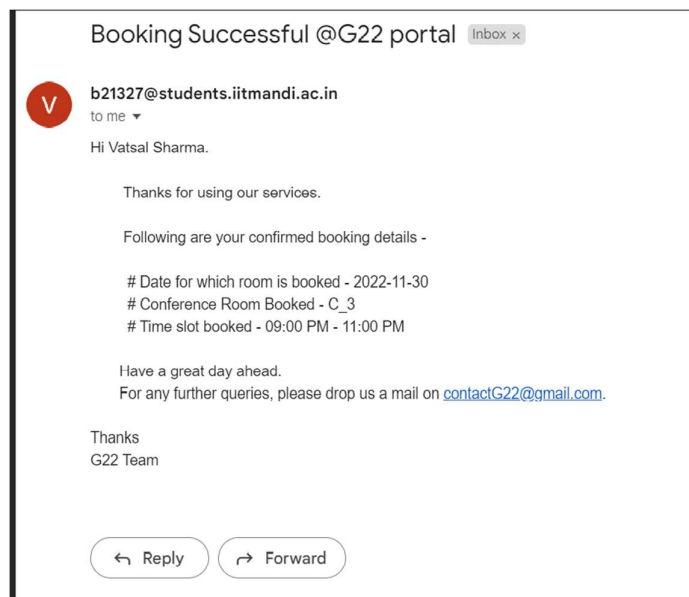 Booking Successful @G22 portal Inbox ×
V
b21327@students.iitmandi.ac.in
to me
Hi Vatsal Sharma.
Thanks for using our services.
Following are your confirmed booking details -
# Date for which room is booked - 2022-11-30
# Conference Room Booked - C_3
# Time slot booked - 09:00 PM - 11:00 PM
Have a great day ahead.
For any further queries, please drop us a mail on contactG22@gmail.com.
Thanks
G22 Team
Reply Forward